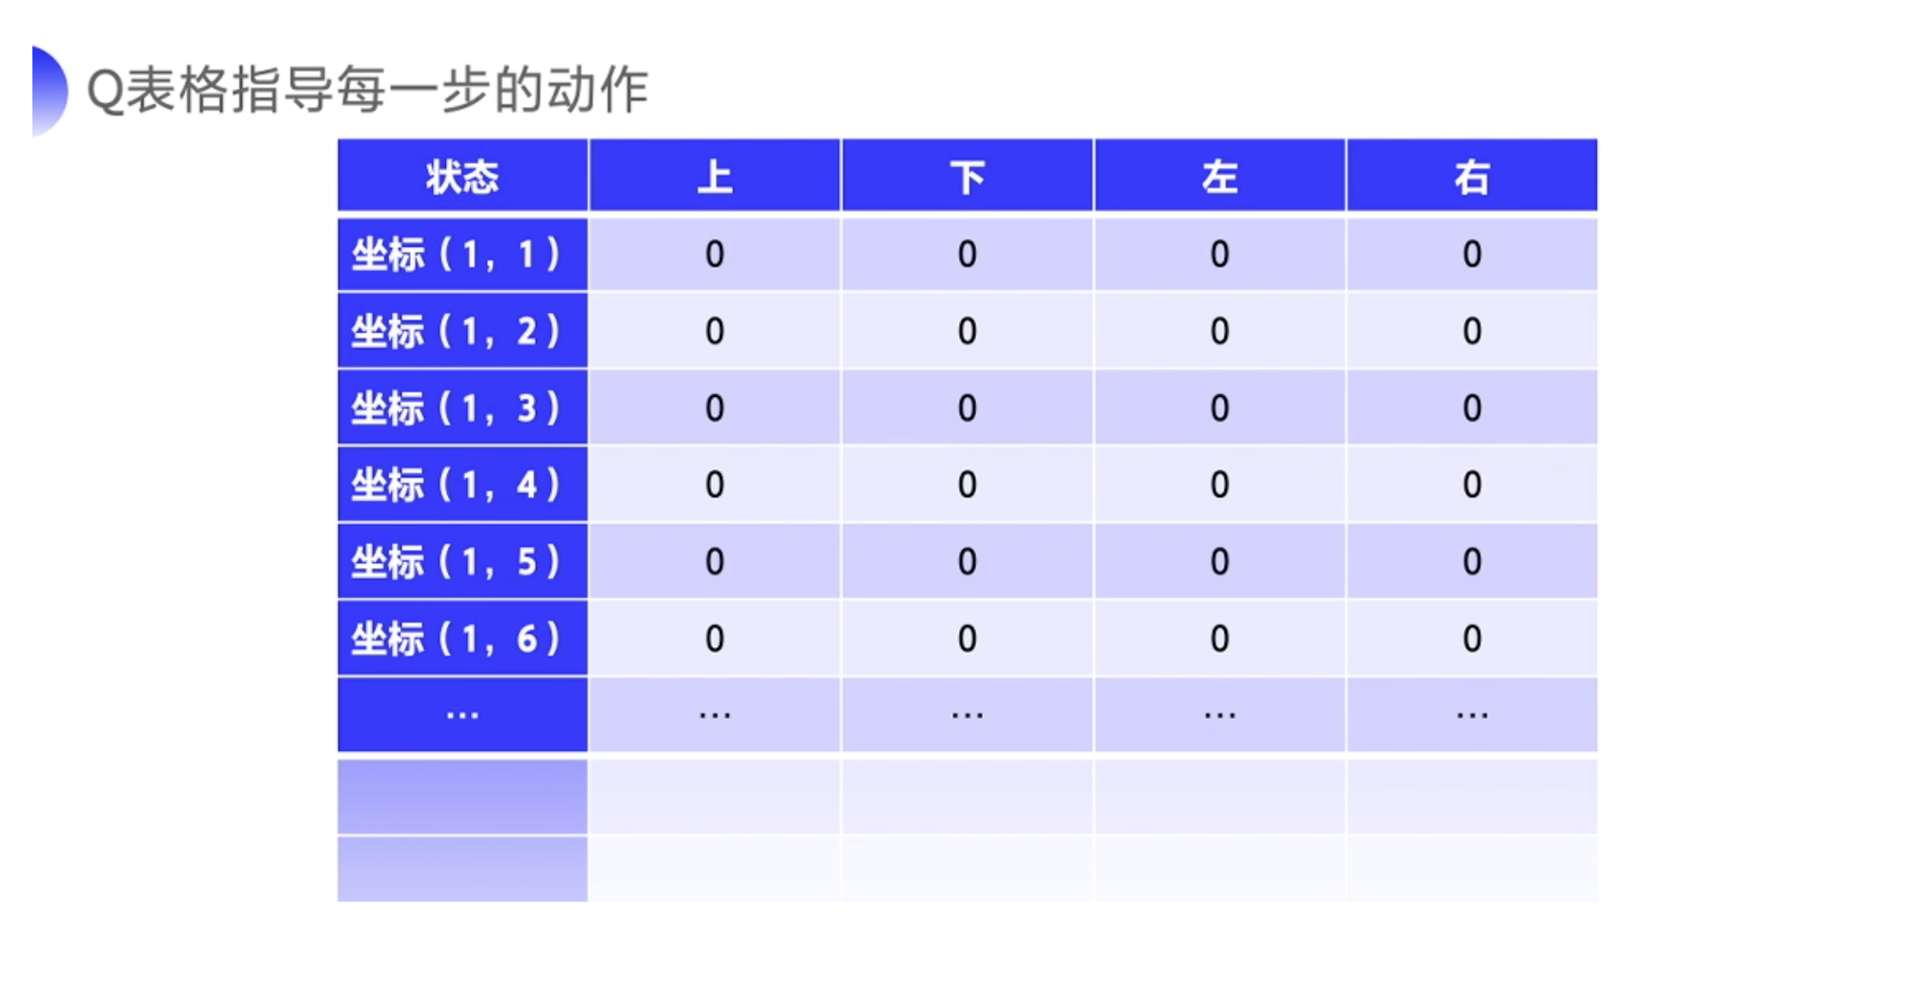 Q表格指导每一步的动作
状态 上 下 左 右
坐标（1，1） 0 0 0 0
坐标（1，2） 0 0 0 0
坐标（1，3） 0 0 0 0
坐标（1，4） 0 0 0 0
坐标（1，5） 0 0 0 0
坐标（1，6） 0 0 0 0
… … … … …